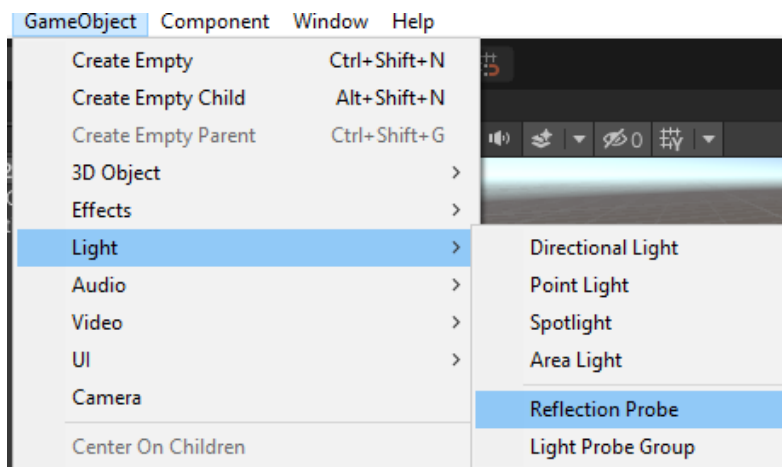 GameObject Component Window Help
Create Empty Ctrl+Shift+N
Create Empty Child Alt+Shift+N
Create Empty Parent Ctrl+Shift+G
3D Object >
Effects >
Light >
Audio >
Video >
UI >
Camera
Center On Children
0
Directional Light
Point Light
Spotlight
Area Light
Reflection Probe
Light Probe Group